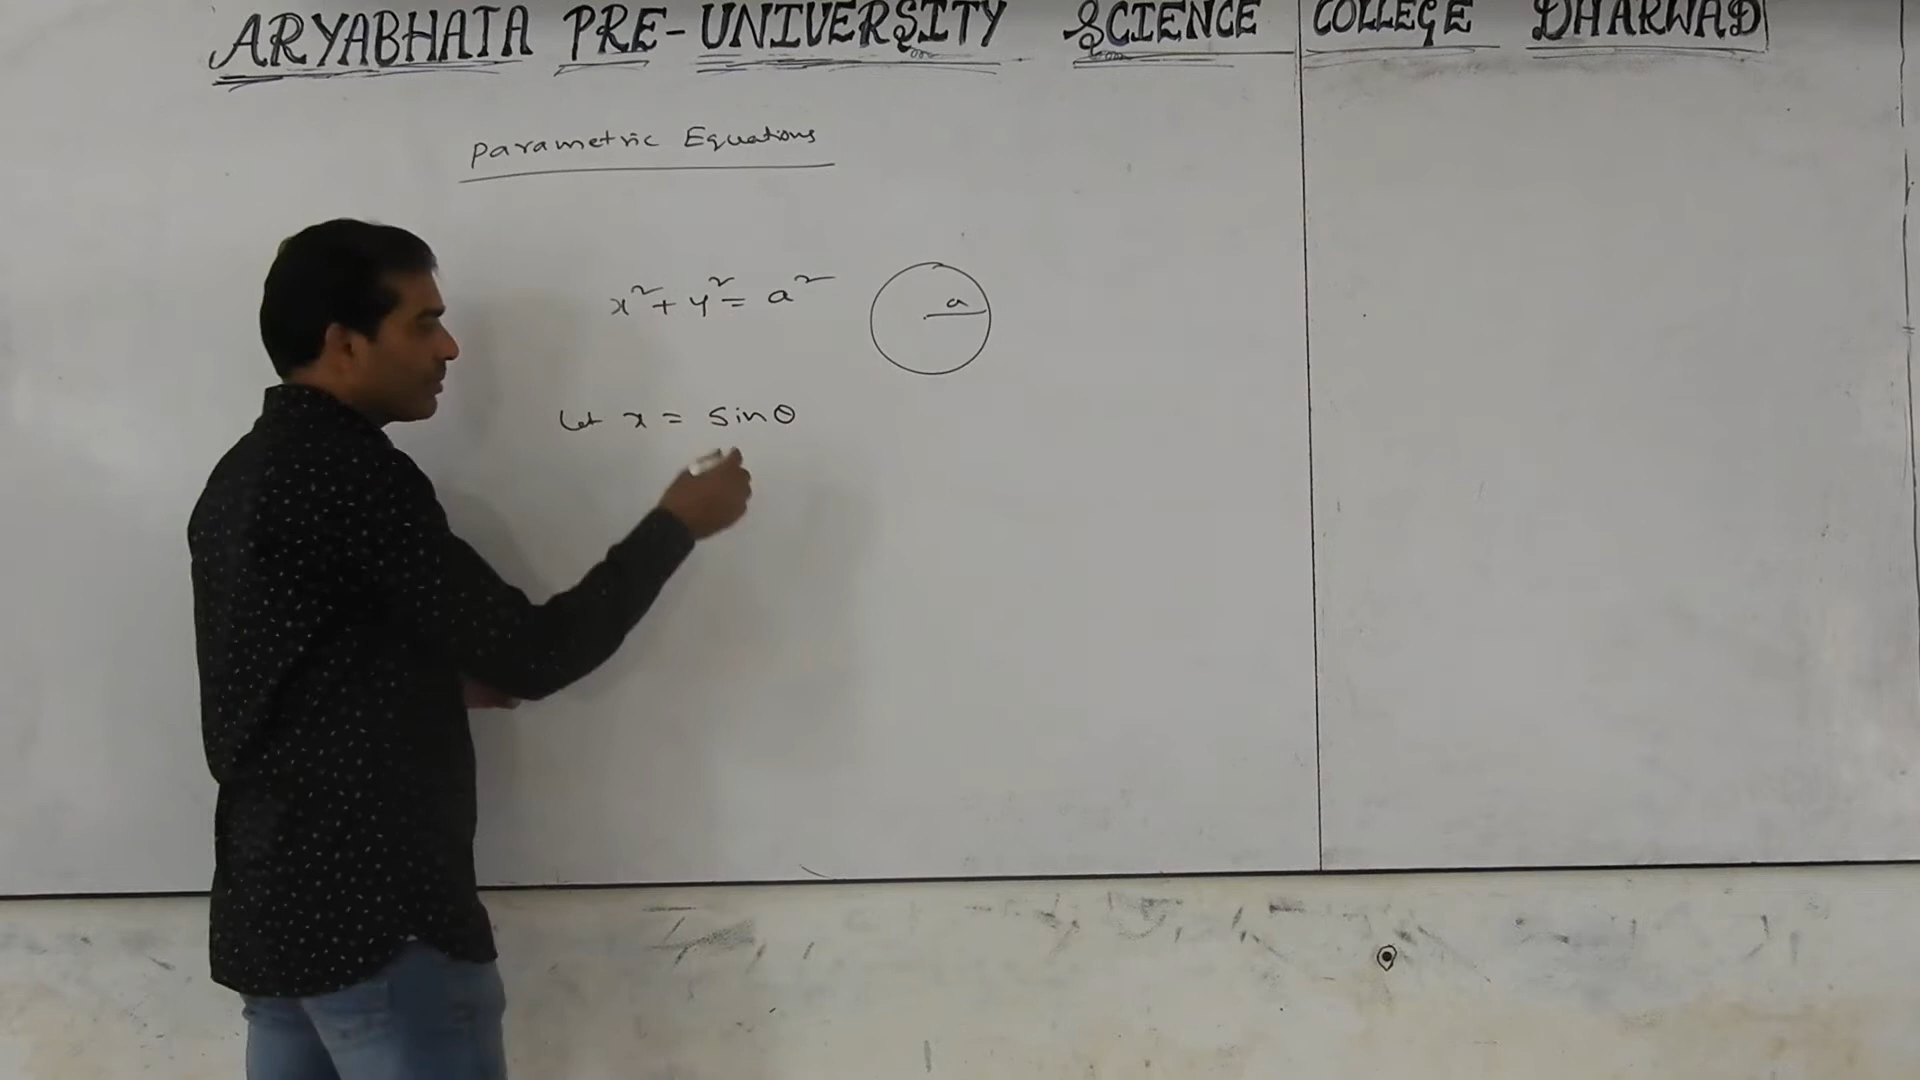 ARYABHATA PRE-UNIVERSITY SCIENCE COLLEGE DHARWAD
Parametric Equations
x² + y² = a²
a
Let x = sinθ